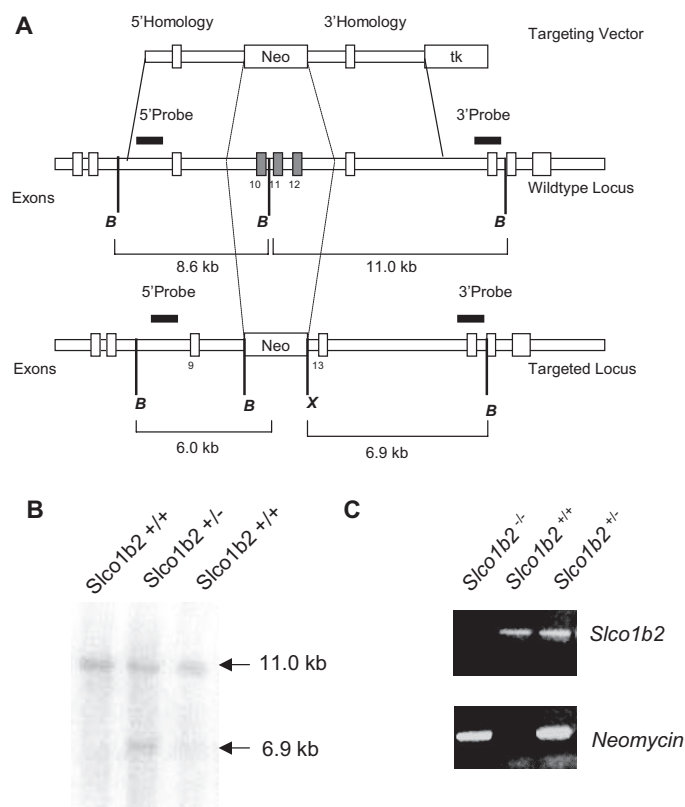 A
5'Homology
3'Homology
Targeting Vector
Neo
tk
5'Probe
3'Probe
10
11
12
Exons
Wildtype Locus
B
B
B
8.6 kb
11.0 kb
5'Probe
3'Probe
Neo
9
13
Exons
Targeted Locus
B
B
X
B
6.0 kb
6.9 kb
B
Slco1b2 +/+
Slco1b2 +/-
Slco1b2 +/+
11.0 kb
6.9 kb
C
Slco1b2 -/-
Slco1b2 +/+
Slco1b2 +/-
Slco1b2
Neomycin